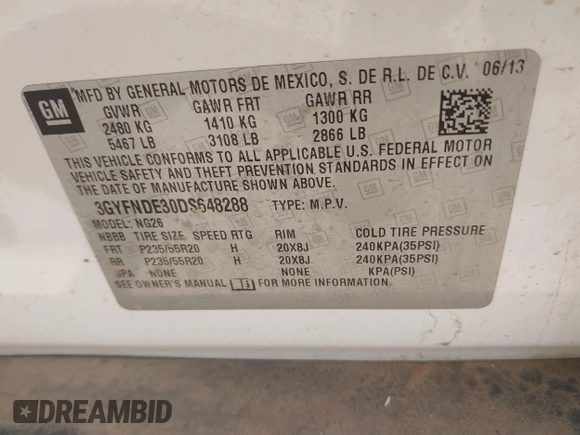 GM
MFD BY GENERAL MOTORS DE MEXICO, S. DE R.L. DE C.V. 06/13
GVWR GAWR FRT GAWR RR
2480 KG 1410 KG 1300 KG
5467 LB 3108 LB 2866 LB
THIS VEHICLE CONFORMS TO ALL APPLICABLE U.S. FEDERAL MOTOR
VEHICLE SAFETY AND THEFT PREVENTION STANDARDS IN EFFECT ON
THE DATE OF MANUFACTURE SHOWN ABOVE.
3GYFNDE30DS648288 TYPE: M.P.V.
MODEL: NG26
NBBB TIRE SIZE SPEED RTG RIM COLD TIRE PRESSURE
FRT P235/55R20 H 20X8J 240KPA(35PSI)
RR P235/55R20 H 20X8J 240KPA(35PSI)
SPA NONE NONE KPA(PSI)
SEE OWNER'S MANUAL FOR MORE INFORMATION.
DREAMBID